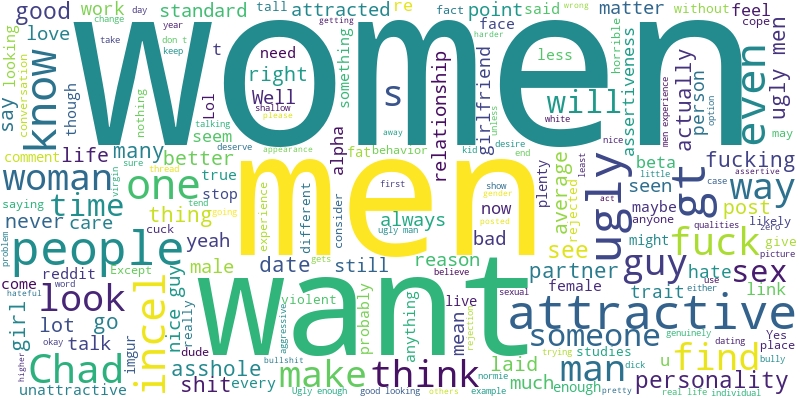 women
men
want
good
work
standard
tall
attracted
re
fact
point
said
getting
wrong
matter
without
feel
change
year
day
take
don t
keep
harder
cope
say
looking
love
know
though
conversation
nothing
t
Lol
need
right
Well
shallow
please
something
face
girlfriend
relationship
s
less
will
horrible
assertiveness
actually
person
ugly men
men experience
option
even
may
comment
life
many
seem
better
talking
deserve
appearance
away
unless
white
desire
end
kid
fat
behavior
alpha
woman
one
true
stop
virgin
sure
thread
going
tend
saying
time
thing
never
care
cuck
yeah
experience
different
consider
first
ugly man
always
now
bad
show
gender
posted
plenty
average
rejected
see
nice
least
act
ugly
little
beta
seen
maybe
anyone
gt
fucking
case
assertive
way
post
likely
qualities
zero
give
picture
might
fuck
problem
people
Except
reddit
word
male
date
still
gets
believe
reason
guy
partner
female
trait
hate
sex
use
link
either
come
hateful
look
imgur
nice guy
really
violent
aggressive
probably
anything
live
mean
sexual
rejection
attractive
someone
dating
genuinely
Yes
place
bully
girl
lot
go
talk
okay
incel
dude
asshole
shit
every
bullshit
make
think
normie
laid
much
enough
trying
studies
man
dick
u
find
pretty
personality
higher
Chad
unattractive
Ugly enough
good looking
others
example
real life
individual